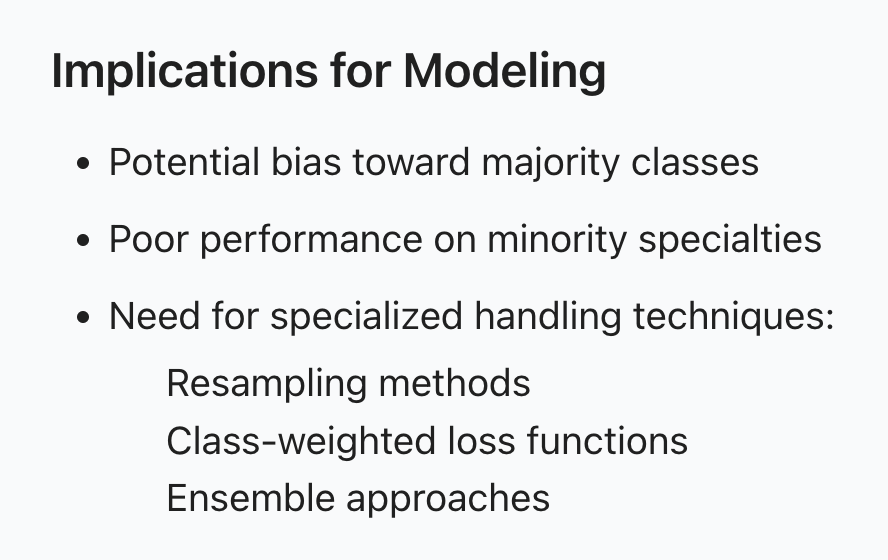 Implications for Modeling
• Potential bias toward majority classes
• Poor performance on minority specialties
• Need for specialized handling techniques:
Resampling methods
Class-weighted loss functions
Ensemble approaches